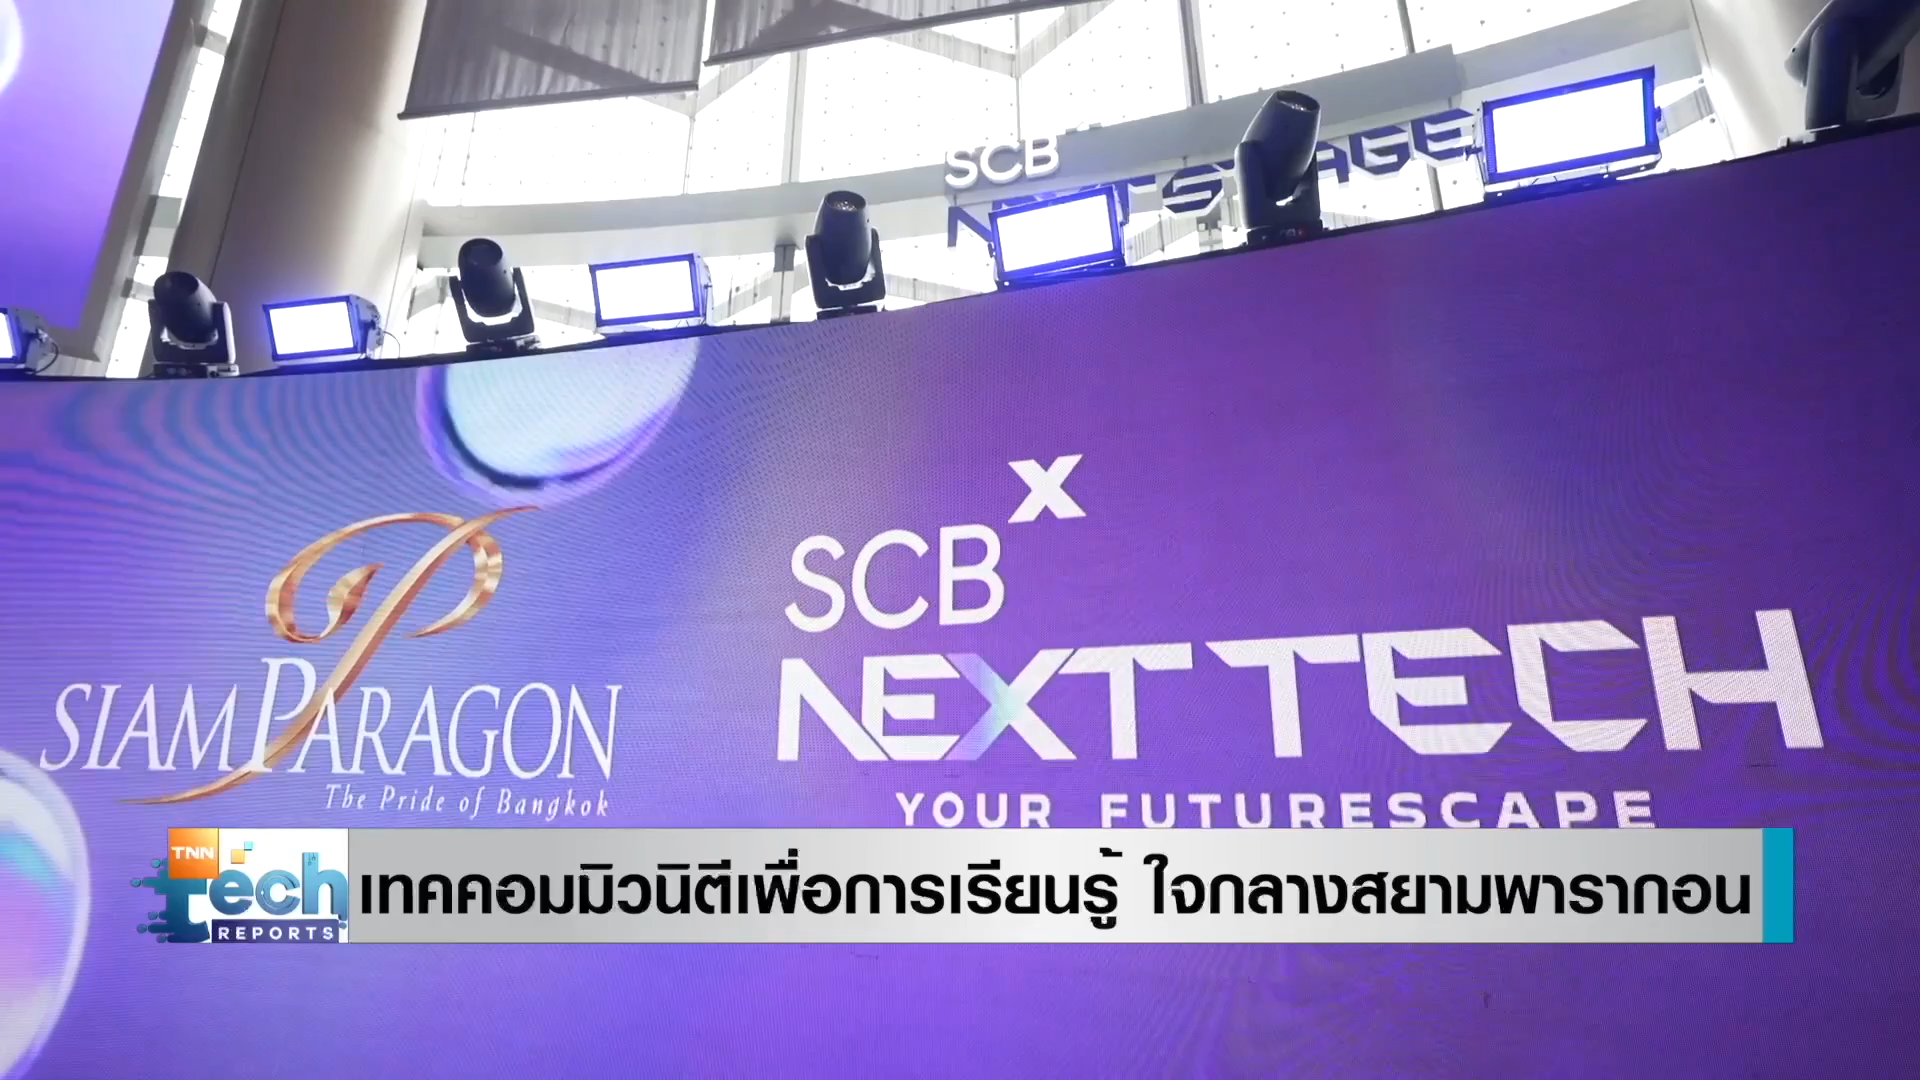 SCB
NEXT STAGE
X
SCB
NEXT TECH
YOUR FUTURESCAPE
SIAM PARAGON
The Pride of Bangkok
TNN
tech
REPORTS
เทคคอมมิวนิตีเพื่อการเรียนรู้ ใจกลางสยามพารากอน